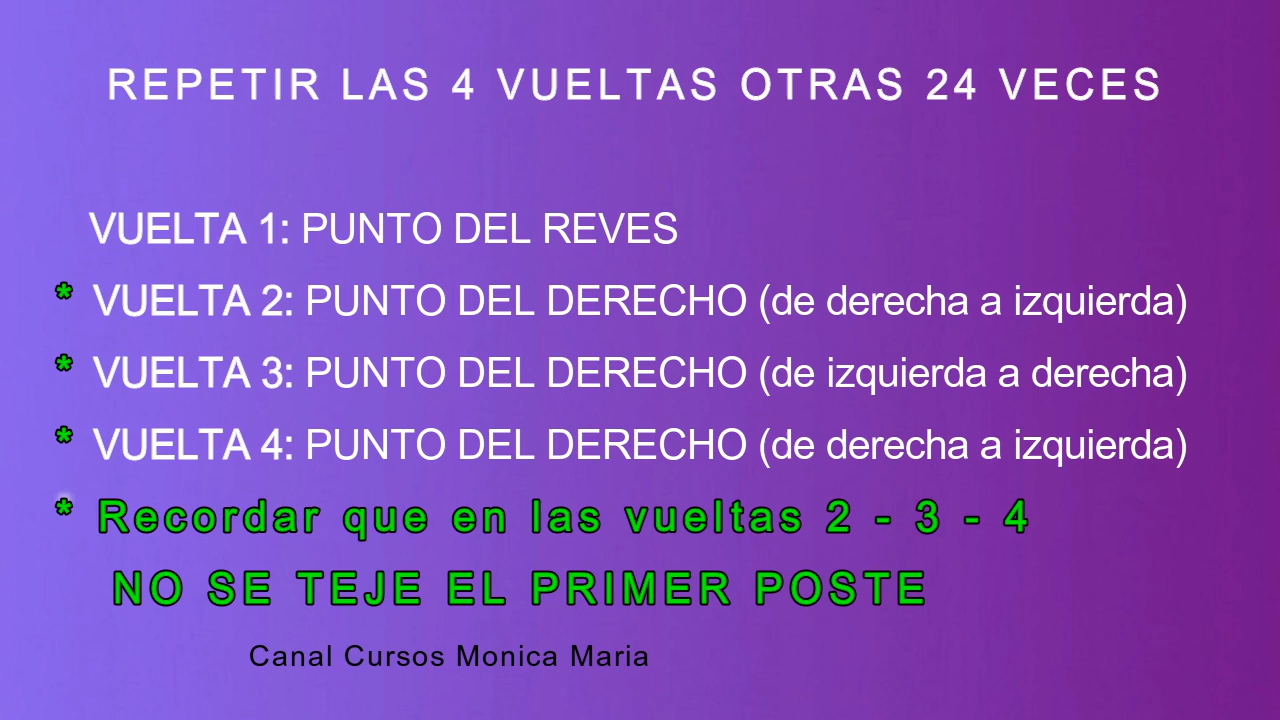 REPETIR LAS 4 VUELTAS OTRAS 24 VECES
VUELTA 1: PUNTO DEL REVES
* VUELTA 2: PUNTO DEL DERECHO (de derecha a izquierda)
* VUELTA 3: PUNTO DEL DERECHO (de izquierda a derecha)
* VUELTA 4: PUNTO DEL DERECHO (de derecha a izquierda)
* Recordar que en las vueltas 2 - 3 - 4
NO SE TEJE EL PRIMER POSTE
Canal Cursos Monica Maria